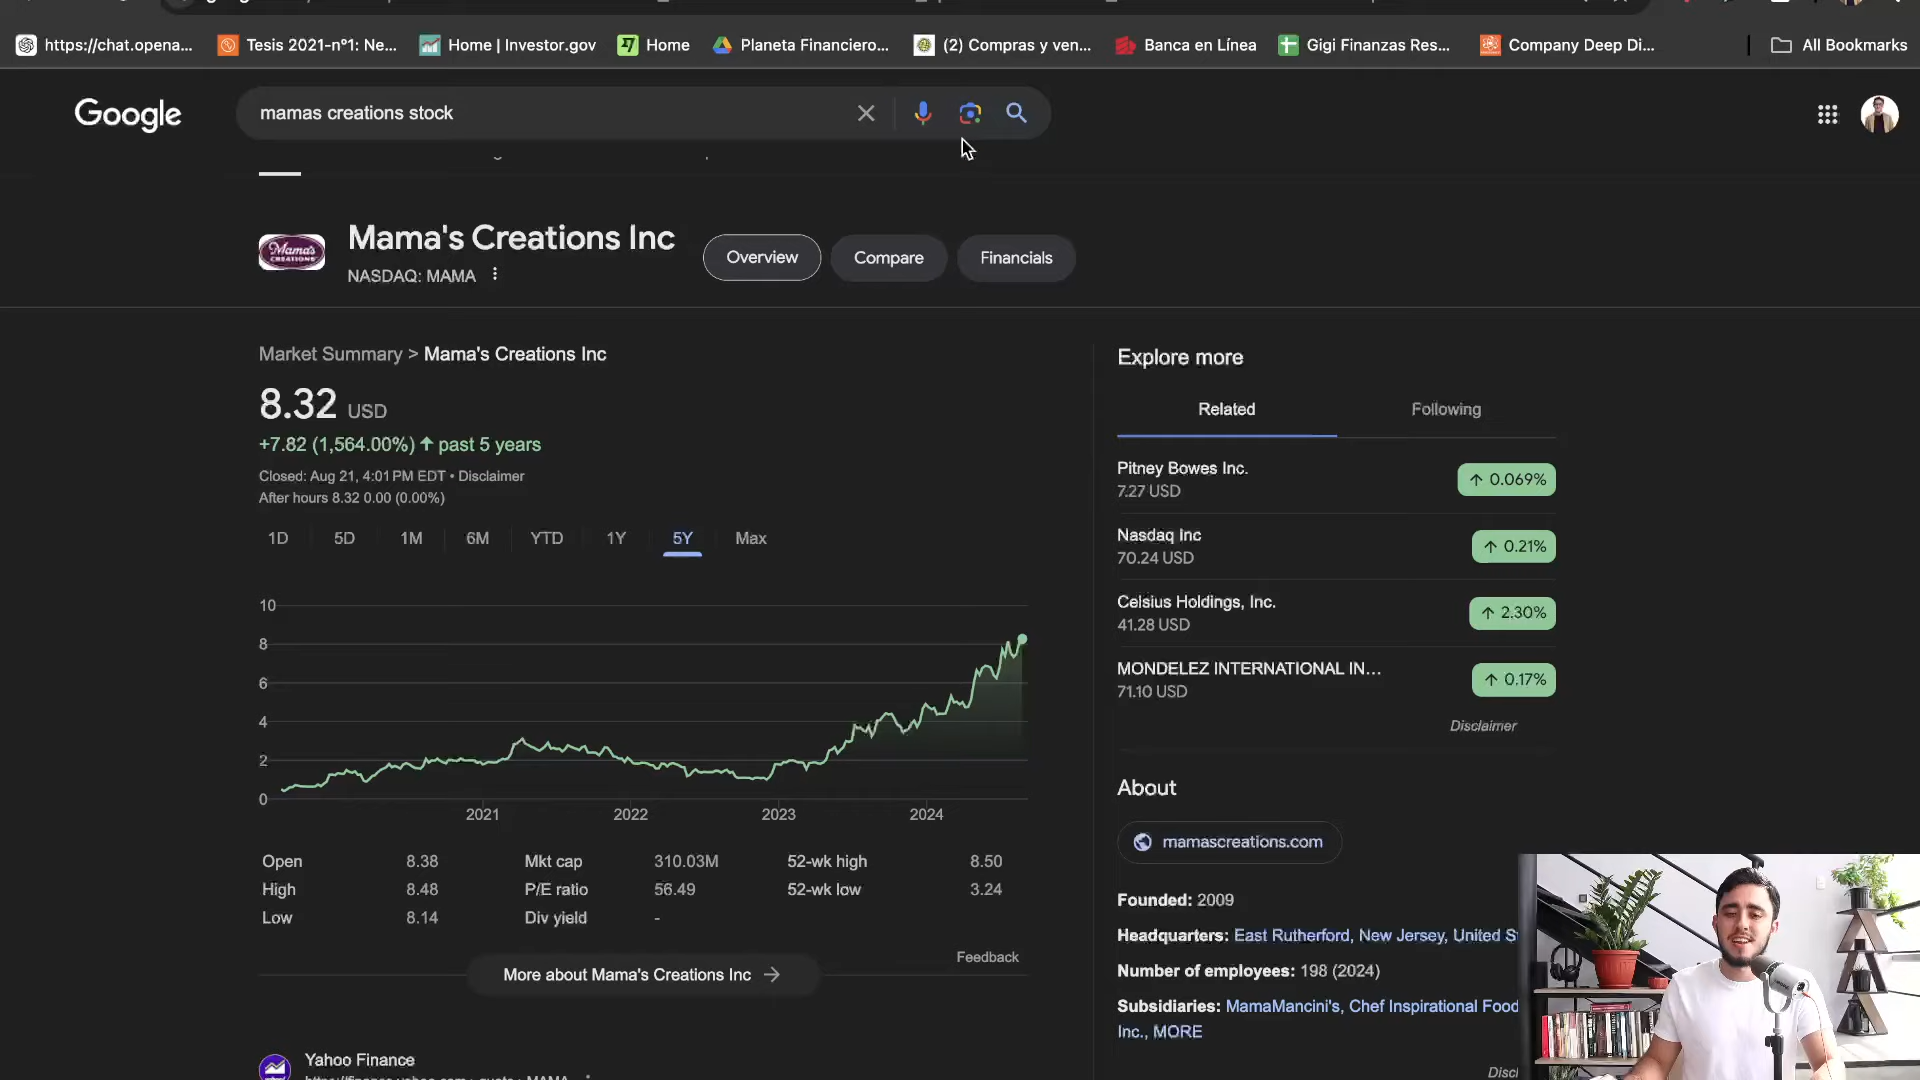 https://chat.opena...
Tesis 2021-nº1: Ne...
Home | Investor.gov
Home
Planeta Financiero...
(2) Compras y ven...
Banca en Línea
Gigi Finanzas Res...
Company Deep Di...
All Bookmarks
Google
mamas creations stock
Mama's
CREATIONS
Mama's Creations Inc
NASDAQ: MAMA
Overview
Compare
Financials
Market Summary > Mama's Creations Inc
8.32 USD
+7.82 (1,564.00%) ↑ past 5 years
Closed: Aug 21, 4:01 PM EDT • Disclaimer
After hours 8.32 0.00 (0.00%)
1D 5D 1M 6M YTD 1Y 5Y Max
10
8
6
4
2
0
2021 2022 2023 2024
Open 8.38 Mkt cap 310.03M 52-wk high 8.50
High 8.48 P/E ratio 56.49 52-wk low 3.24
Low 8.14 Div yield -
Feedback
More about Mama's Creations Inc →
Yahoo Finance
Explore more
Related
Following
Pitney Bowes Inc.
7.27 USD
↑ 0.069%
Nasdaq Inc
70.24 USD
↑ 0.21%
Celsius Holdings, Inc.
41.28 USD
↑ 2.30%
MONDELEZ INTERNATIONAL IN...
71.10 USD
↑ 0.17%
Disclaimer
About
mamascreations.com
Founded: 2009
Headquarters: East Rutherford, New Jersey, United S
Number of employees: 198 (2024)
Subsidiaries: MamaMancini's, Chef Inspirational Food
Inc., MORE